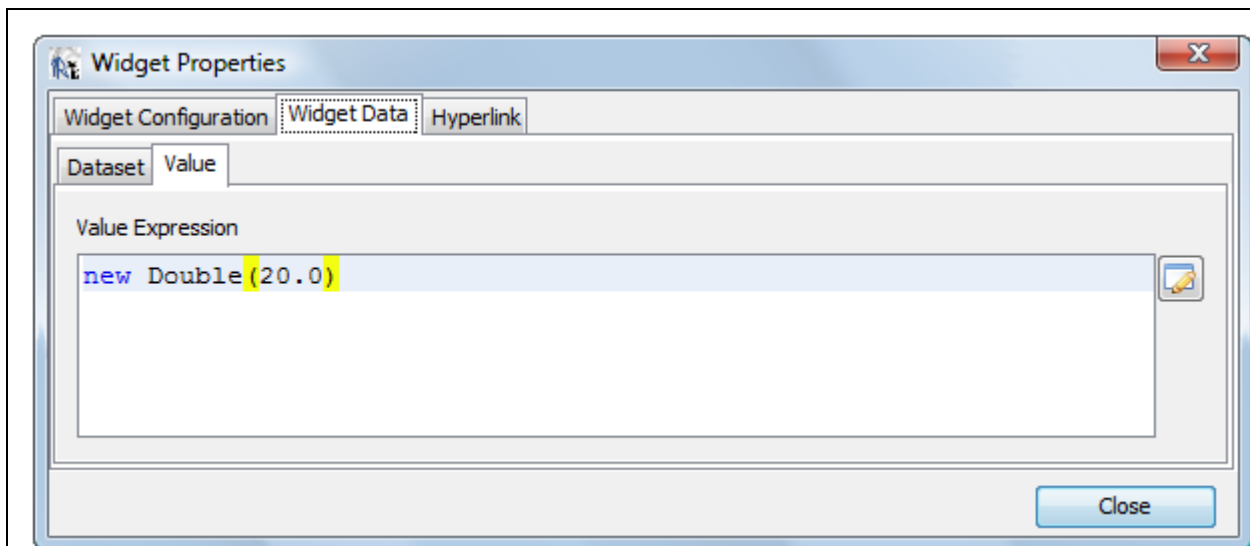 Widget Properties
Widget Configuration Widget Data Hyperlink
Dataset Value
Value Expression
new Double(20.0)
Close